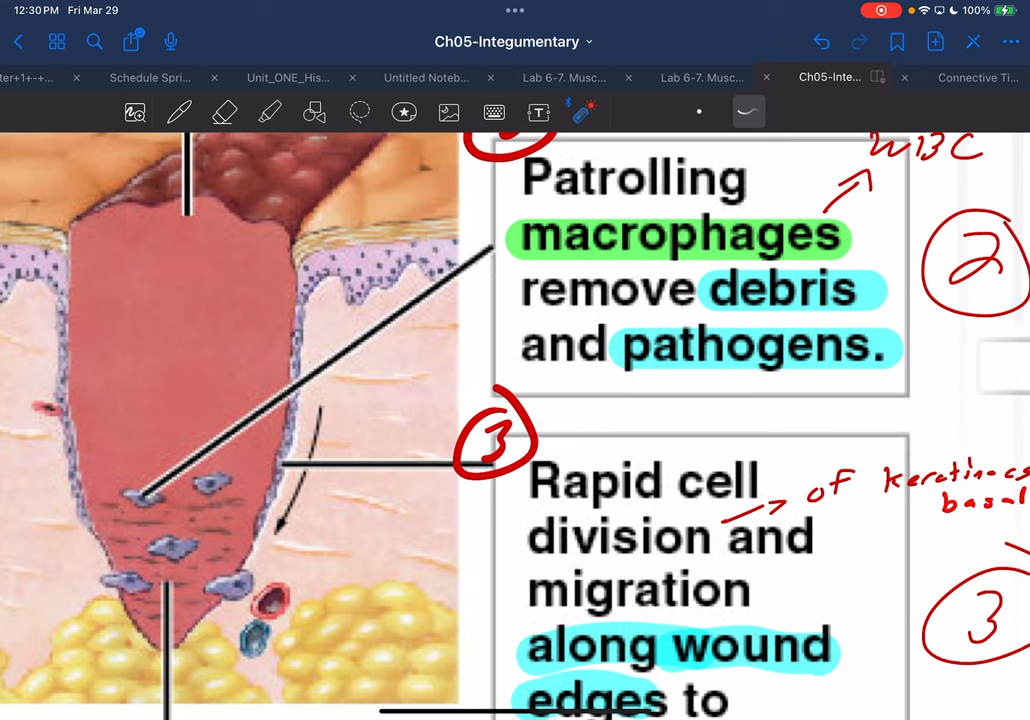 12:30 PM Fri Mar 29
100%
Ch05-Integumentary
ter+1+-+...
Schedule Spri...
Unit_ONE_His...
Untitled Noteb...
Lab 6-7. Musc...
Lab 6-7. Musc...
Ch05-Inte...
Connective Ti...
WBC
Patrolling
macrophages
remove debris
and pathogens.
2
3
Rapid cell
division and
migration
along wound
edges to
of
basal
3